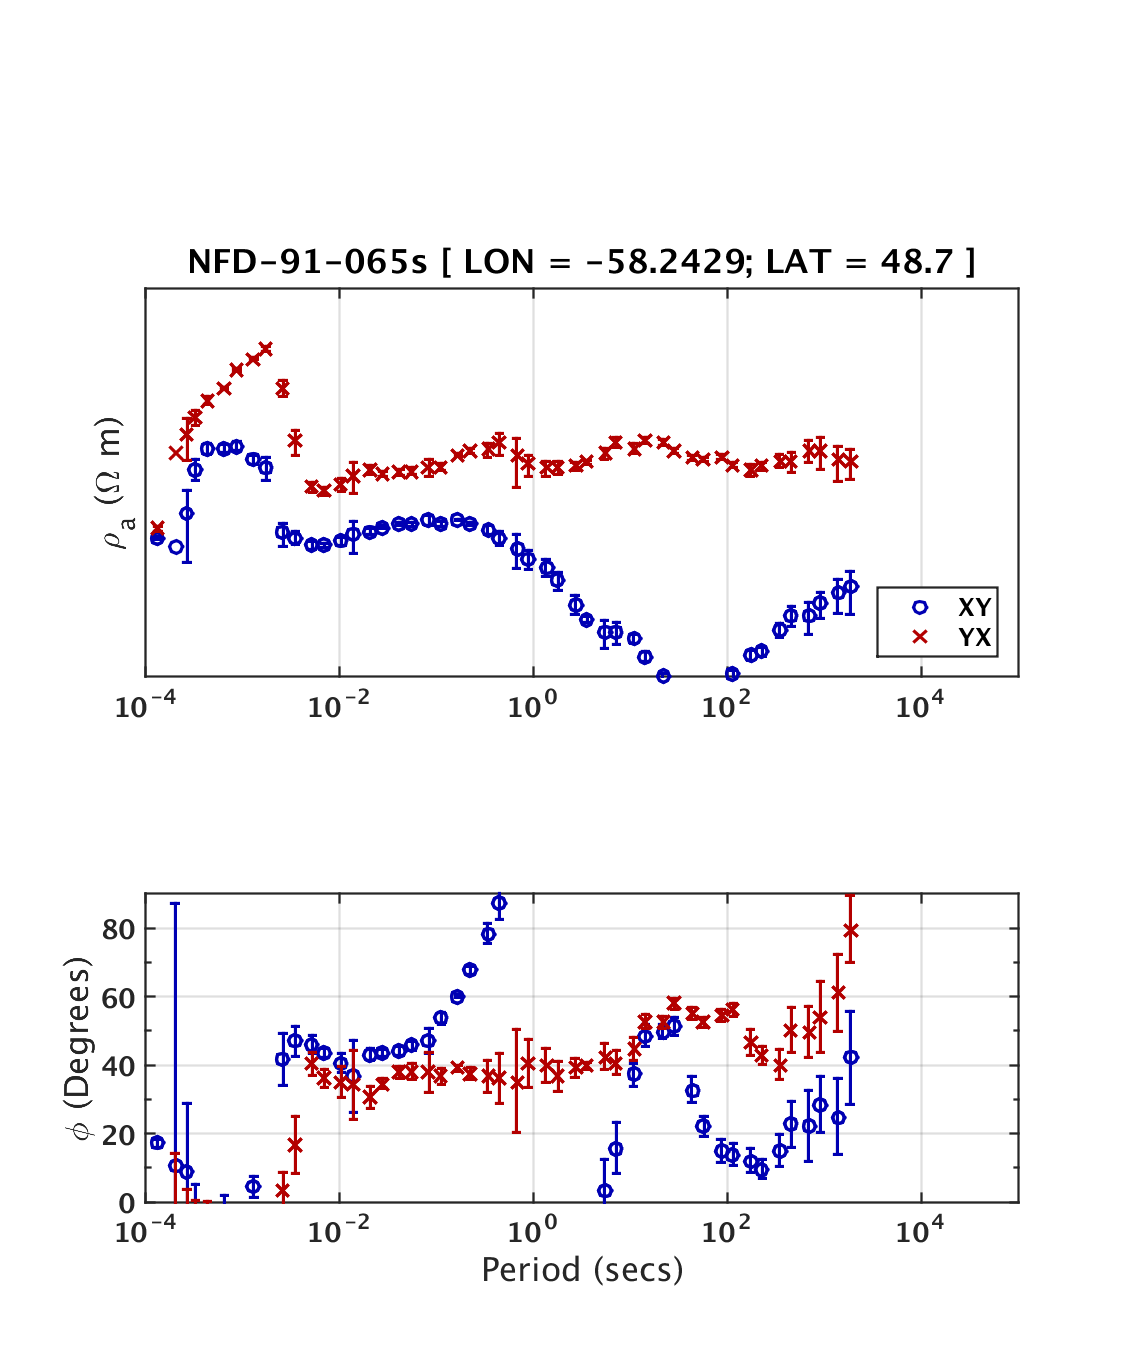 NFD-91-065s [ LON = -58.2429; LAT = 48.7 ]
ρa (Ω m)
XY
YX
10^-4 10^-2 10^0 10^2 10^4
ϕ (Degrees)
80
60
40
20
0
10^-4 10^-2 10^0 10^2 10^4
Period (secs)